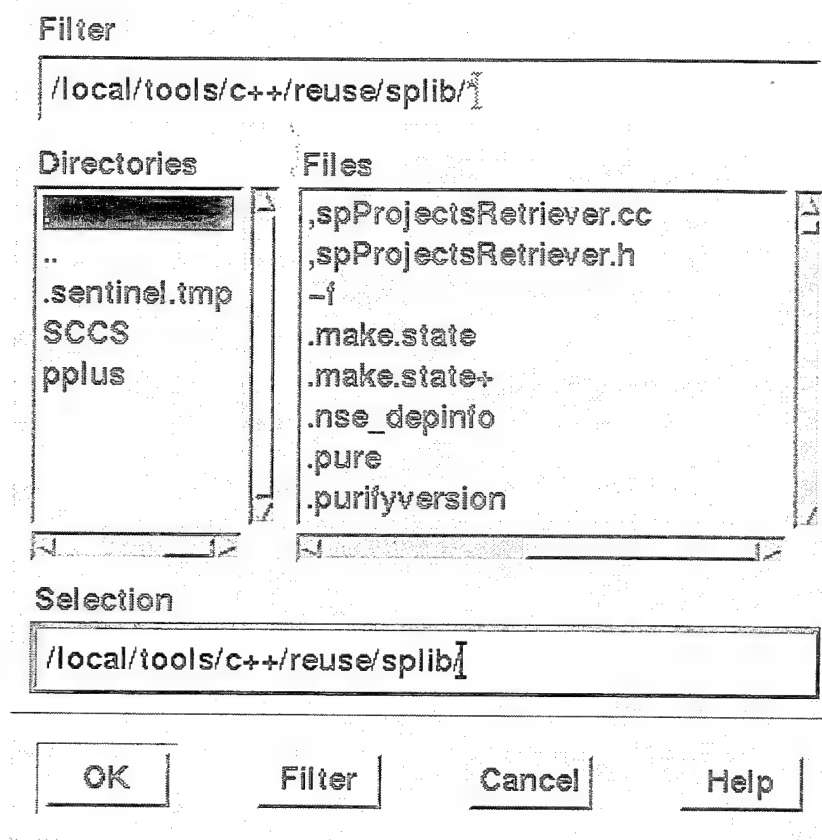 Filter
/local/tools/c++/reuse/splib/*
Directories
.
..
.sentinel.tmp
SCCS
pplus
Files
,spProjectsRetriever.cc
,spProjectsRetriever.h
-f
.make.state
.make.state+
.nse_depinfo
.pure
.purifyversion
Selection
/local/tools/c++/reuse/splib/
OK
Filter
Cancel
Help